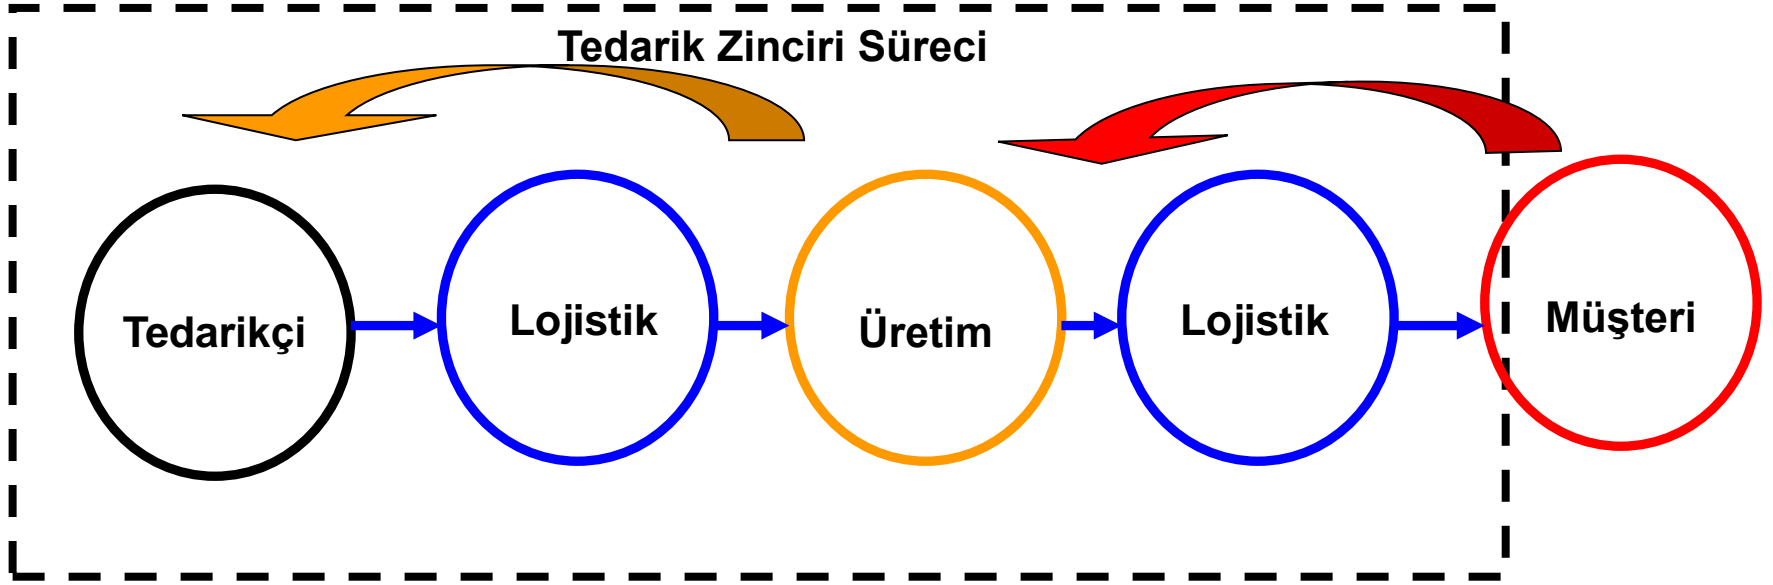 Tedarik Zinciri Süreci
Tedarikçi
Lojistik
Üretim
Lojistik
Müşteri